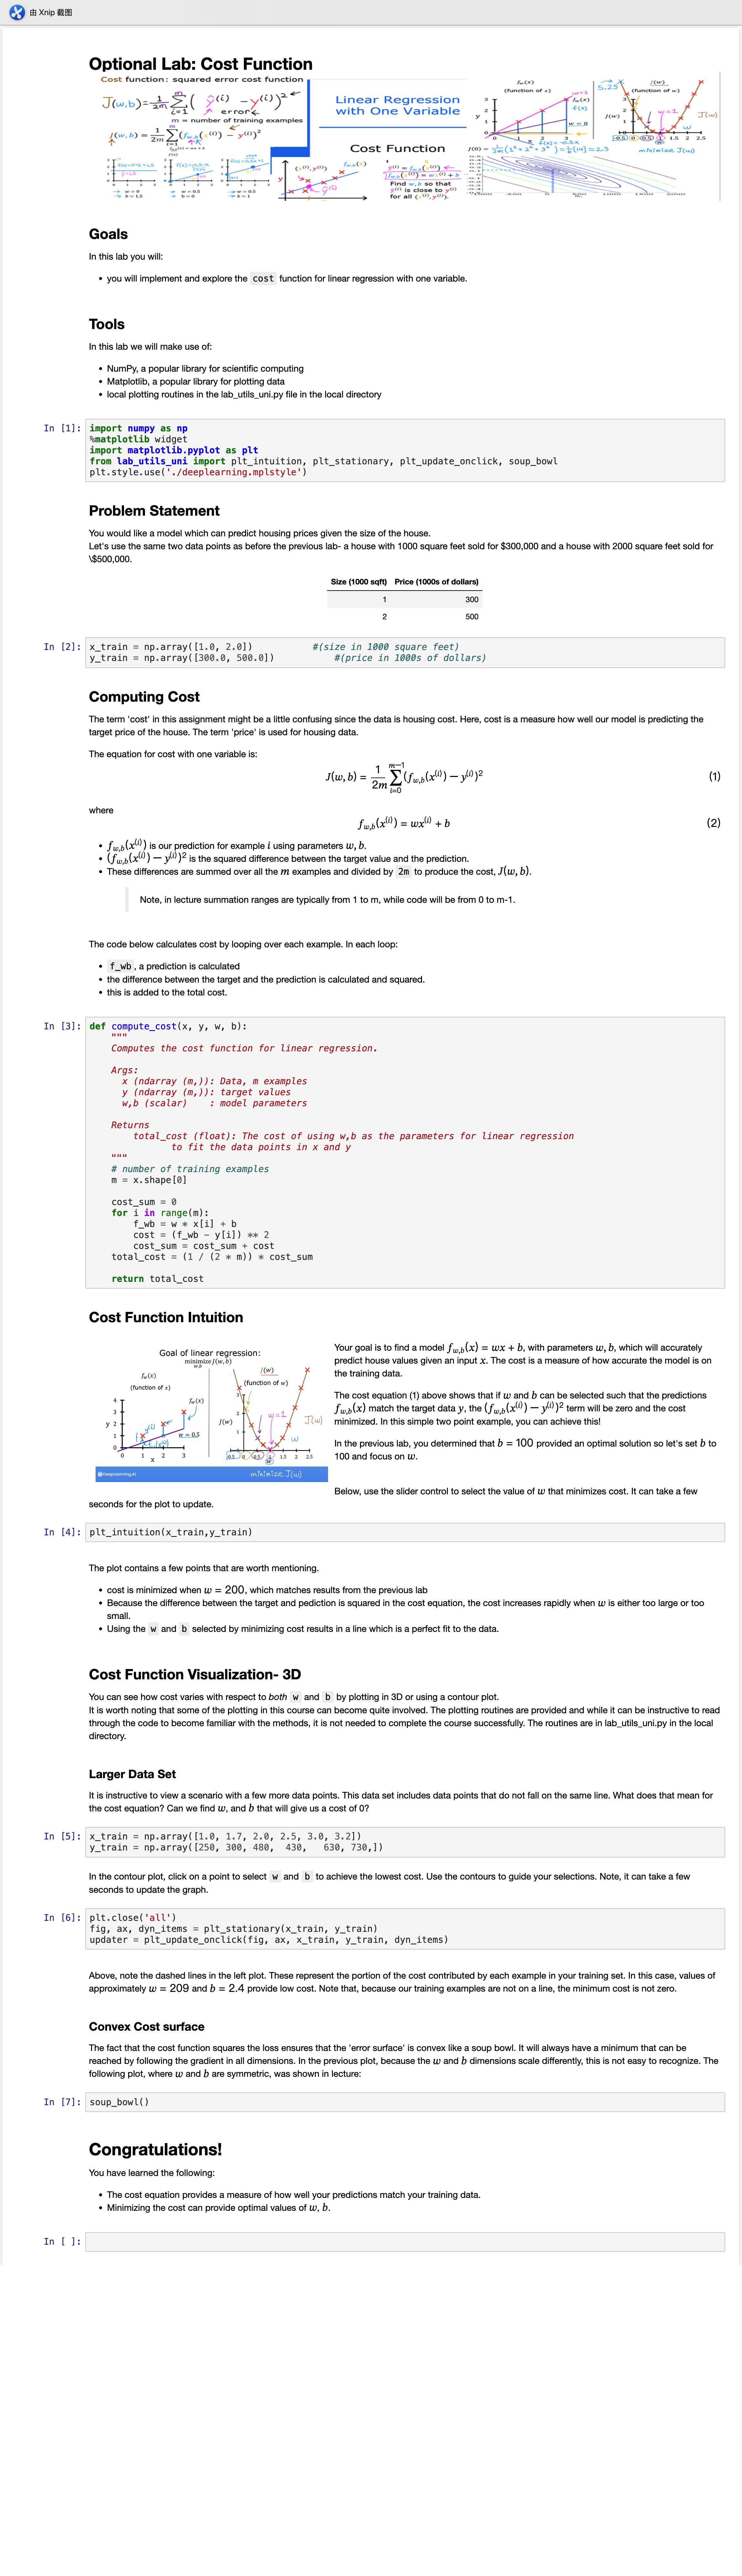 由 Xnip 截图
Optional Lab: Cost Function
Cost function: squared error cost function
m = number of training examples
error
Linear Regression
with One Variable
Cost Function
Find w, b so that
for all (x⁽ⁱ⁾, y⁽ⁱ⁾).
(function of x)
(function of w)
minimize J(w)
Goals
In this lab you will:
• you will implement and explore the cost function for linear regression with one variable.
Tools
In this lab we will make use of:
• NumPy, a popular library for scientific computing
• Matplotlib, a popular library for plotting data
• local plotting routines in the lab_utils_uni.py file in the local directory
In [1]: import numpy as np
%matplotlib widget
import matplotlib.pyplot as plt
from lab_utils_uni import plt_intuition, plt_stationary, plt_update_onclick, soup_bowl
plt.style.use('./deeplearning.mplstyle')
Problem Statement
You would like a model which can predict housing prices given the size of the house.
Let's use the same two data points as before the previous lab- a house with 1000 square feet sold for $300,000 and a house with 2000 square feet sold for
\$500,000.
Size (1000 sqft) Price (1000s of dollars)
1 300
2 500
In [2]: x_train = np.array([1.0, 2.0]) #(size in 1000 square feet)
y_train = np.array([300.0, 500.0]) #(price in 1000s of dollars)
Computing Cost
The term 'cost' in this assignment might be a little confusing since the data is housing cost. Here, cost is a measure how well our model is predicting the
target price of the house. The term 'price' is used for housing data.
The equation for cost with one variable is:
J(w, b) = 1/2m ∑_{i=0}^{m−1} (f_{w,b}(x⁽ⁱ⁾) − y⁽ⁱ⁾)² (1)
where
f_{w,b}(x⁽ⁱ⁾) = wx⁽ⁱ⁾ + b (2)
• f_{w,b}(x⁽ⁱ⁾) is our prediction for example i using parameters w, b.
• (f_{w,b}(x⁽ⁱ⁾) − y⁽ⁱ⁾)² is the squared difference between the target value and the prediction.
• These differences are summed over all the m examples and divided by 2m to produce the cost, J(w, b).
Note, in lecture summation ranges are typically from 1 to m, while code will be from 0 to m-1.
The code below calculates cost by looping over each example. In each loop:
• f_wb, a prediction is calculated
• the difference between the target and the prediction is calculated and squared.
• this is added to the total cost.
In [3]: def compute_cost(x, y, w, b):
"""
Computes the cost function for linear regression.
Args:
x (ndarray (m,)): Data, m examples
y (ndarray (m,)): target values
w,b (scalar) : model parameters
Returns
total_cost (float): The cost of using w,b as the parameters for linear regression
to fit the data points in x and y
"""
# number of training examples
m = x.shape[0]
cost_sum = 0
for i in range(m):
f_wb = w * x[i] + b
cost = (f_wb - y[i]) ** 2
cost_sum = cost_sum + cost
total_cost = (1 / (2 * m)) * cost_sum
return total_cost
Cost Function Intuition
Goal of linear regression:
minimize J(w, b)
w,b
(function of x)
(function of w)
w = 0.5
w=1
DeepLearning.AI
minimize J(w)
Your goal is to find a model f_{w,b}(x) = wx + b, with parameters w, b, which will accurately
predict house values given an input x. The cost is a measure of how accurate the model is on
the training data.
The cost equation (1) above shows that if w and b can be selected such that the predictions
f_{w,b}(x) match the target data y, the (f_{w,b}(x⁽ⁱ⁾) − y⁽ⁱ⁾)² term will be zero and the cost
minimized. In this simple two point example, you can achieve this!
In the previous lab, you determined that b = 100 provided an optimal solution so let's set b to
100 and focus on w.
Below, use the slider control to select the value of w that minimizes cost. It can take a few
seconds for the plot to update.
In [4]: plt_intuition(x_train,y_train)
The plot contains a few points that are worth mentioning.
• cost is minimized when w = 200, which matches results from the previous lab
• Because the difference between the target and pediction is squared in the cost equation, the cost increases rapidly when w is either too large or too
small.
• Using the w and b selected by minimizing cost results in a line which is a perfect fit to the data.
Cost Function Visualization- 3D
You can see how cost varies with respect to both w and b by plotting in 3D or using a contour plot.
It is worth noting that some of the plotting in this course can become quite involved. The plotting routines are provided and while it can be instructive to read
through the code to become familiar with the methods, it is not needed to complete the course successfully. The routines are in lab_utils_uni.py in the local
directory.
Larger Data Set
It is instructive to view a scenario with a few more data points. This data set includes data points that do not fall on the same line. What does that mean for
the cost equation? Can we find w, and b that will give us a cost of 0?
In [5]: x_train = np.array([1.0, 1.7, 2.0, 2.5, 3.0, 3.2])
y_train = np.array([250, 300, 480, 430, 630, 730,])
In the contour plot, click on a point to select w and b to achieve the lowest cost. Use the contours to guide your selections. Note, it can take a few
seconds to update the graph.
In [6]: plt.close('all')
fig, ax, dyn_items = plt_stationary(x_train, y_train)
updater = plt_update_onclick(fig, ax, x_train, y_train, dyn_items)
Above, note the dashed lines in the left plot. These represent the portion of the cost contributed by each example in your training set. In this case, values of
approximately w = 209 and b = 2.4 provide low cost. Note that, because our training examples are not on a line, the minimum cost is not zero.
Convex Cost surface
The fact that the cost function squares the loss ensures that the 'error surface' is convex like a soup bowl. It will always have a minimum that can be
reached by following the gradient in all dimensions. In the previous plot, because the w and b dimensions scale differently, this is not easy to recognize. The
following plot, where w and b are symmetric, was shown in lecture:
In [7]: soup_bowl()
Congratulations!
You have learned the following:
• The cost equation provides a measure of how well your predictions match your training data.
• Minimizing the cost can provide optimal values of w, b.
In [ ]: